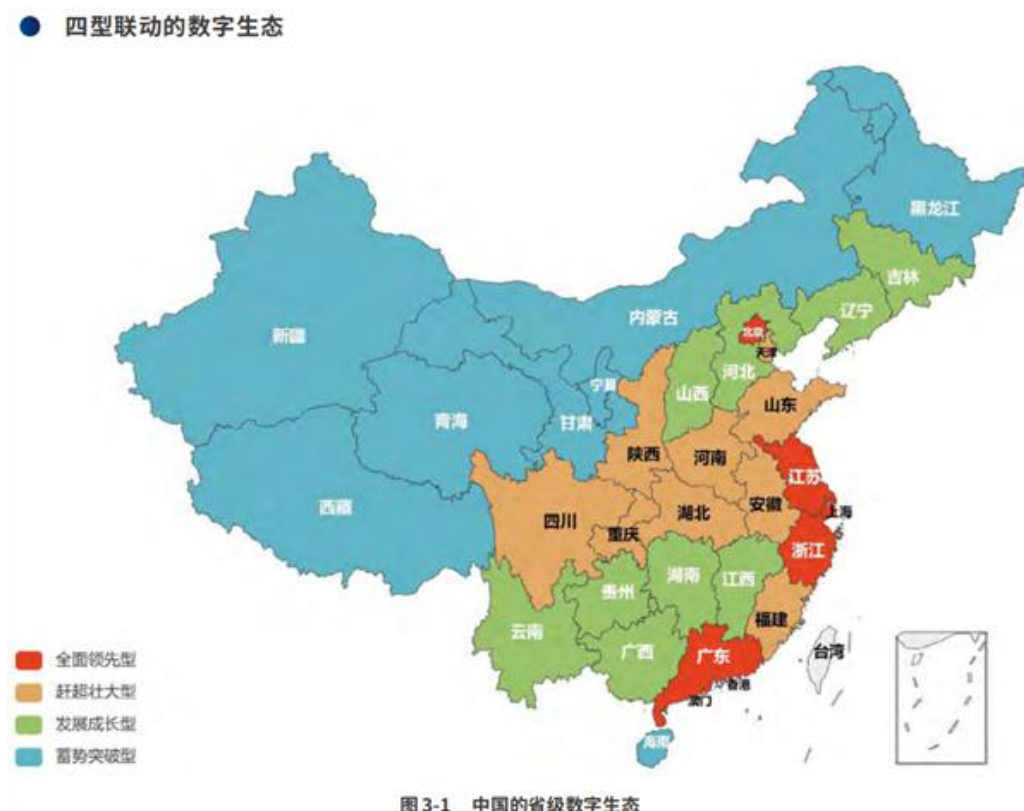 四型联动的数字生态
黑龙江
吉林
辽宁
内蒙古
新疆
北京
天津
河北
宁夏
山西
山东
青海
甘肃
陕西
河南
江苏
西藏
四川
湖北
安徽
上海
重庆
浙江
湖南
江西
贵州
福建
云南
广西
广东
台湾
香港
澳门
海南
全面领先型
赶超壮大型
发展成长型
蓄势突破型
图3-1 中国的省级数字生态